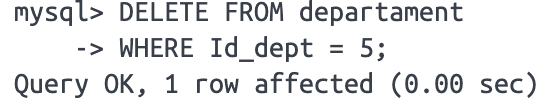 mysql> DELETE FROM departament
    -> WHERE Id_dept = 5;
Query OK, 1 row affected (0.00 sec)